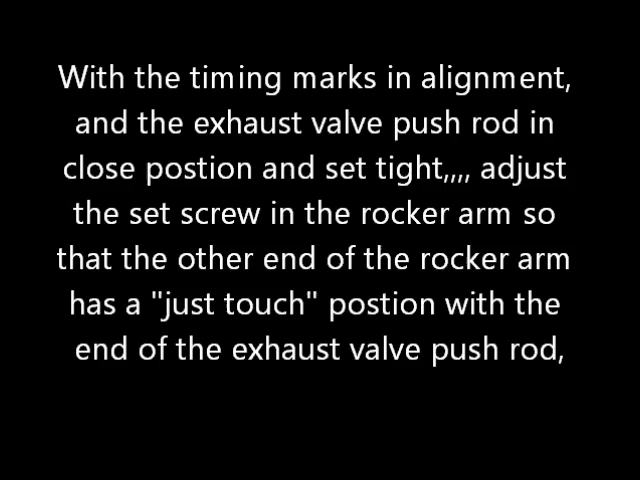 With the timing marks in alignment,
and the exhaust valve push rod in
close postion and set tight,,,, adjust
the set screw in the rocker arm so
that the other end of the rocker arm
has a "just touch" postion with the
end of the exhaust valve push rod,